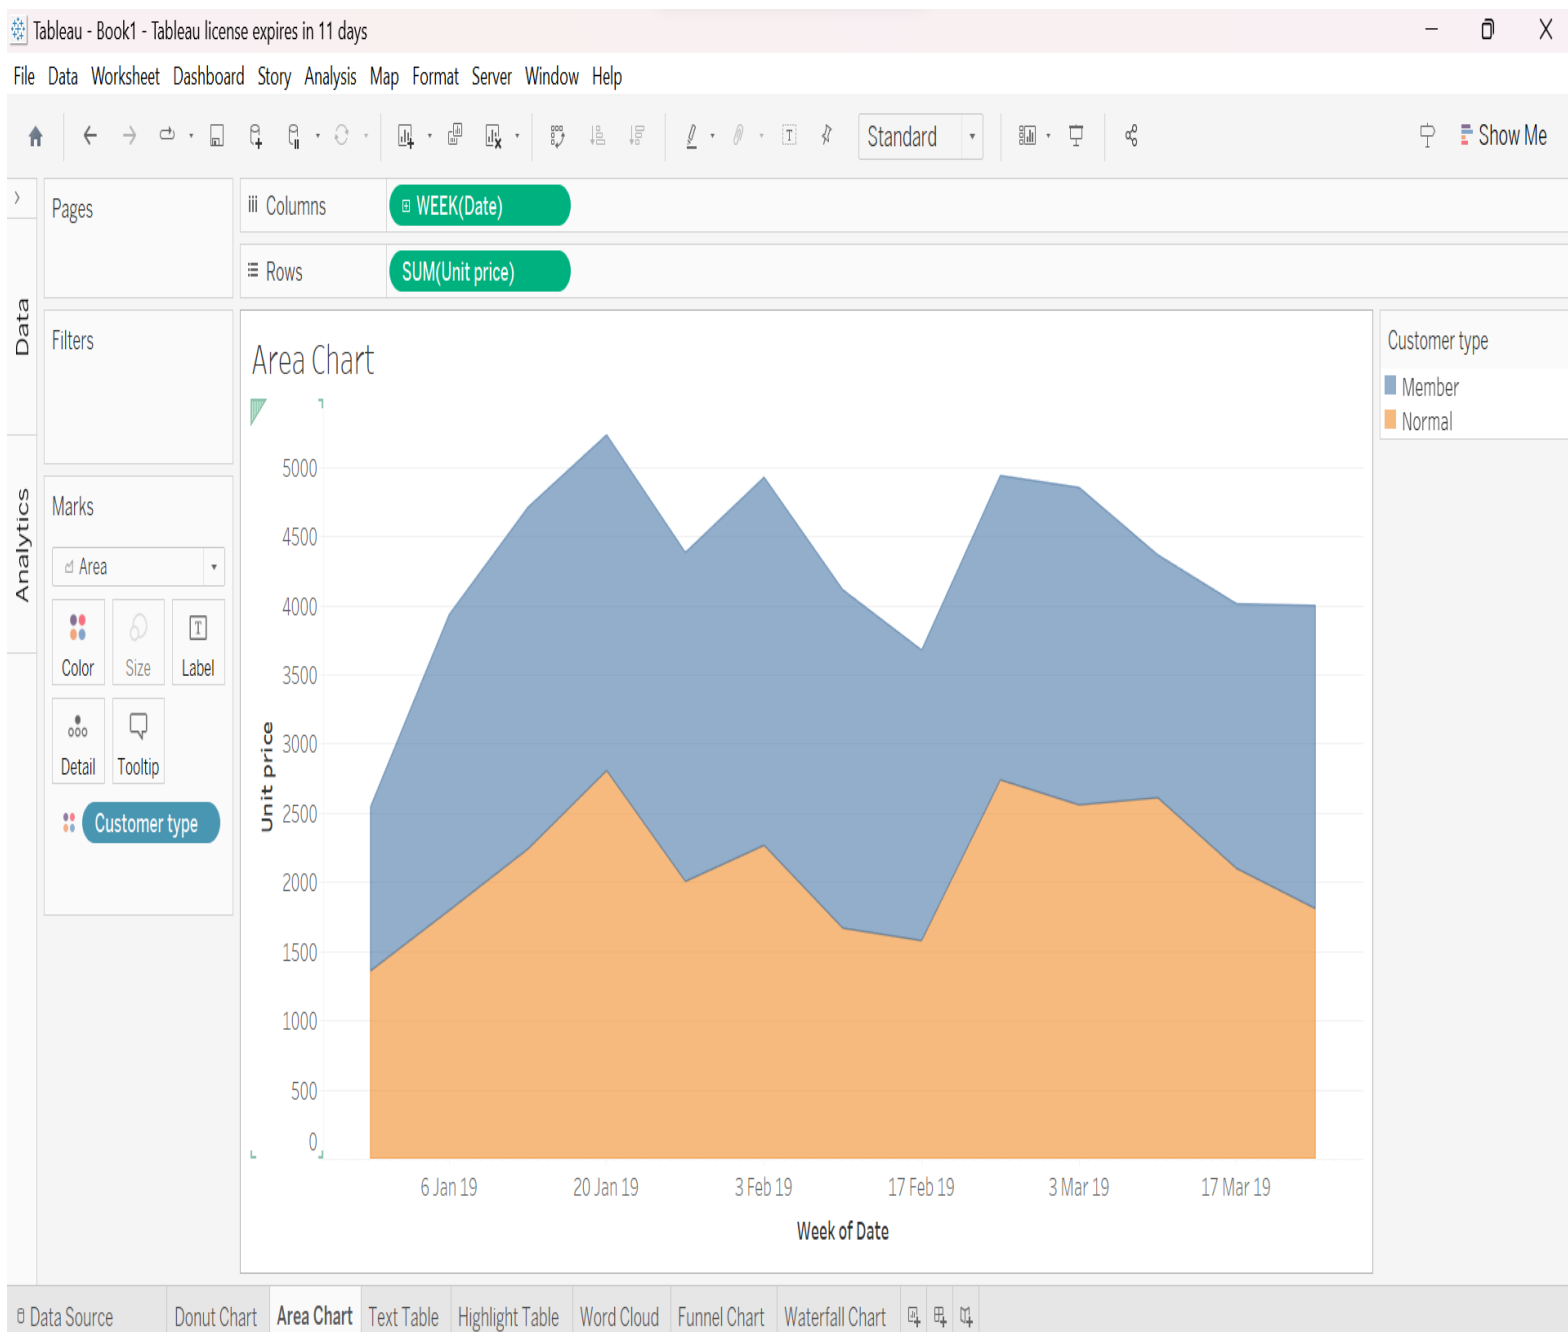 Tableau - Book1 - Tableau license expires in 11 days
File Data Worksheet Dashboard Story Analysis Map Format Server Window Help
Standard
Show Me
Data
Analytics
Pages
Filters
Marks
Area
Color Size Label
Detail Tooltip
Customer type
Columns WEEK(Date)
Rows SUM(Unit price)
Area Chart
Unit price
5000
4500
4000
3500
3000
2500
2000
1500
1000
500
0
6 Jan 19 20 Jan 19 3 Feb 19 17 Feb 19 3 Mar 19 17 Mar 19
Week of Date
Customer type
Member
Normal
Data Source Donut Chart Area Chart Text Table Highlight Table Word Cloud Funnel Chart Waterfall Chart